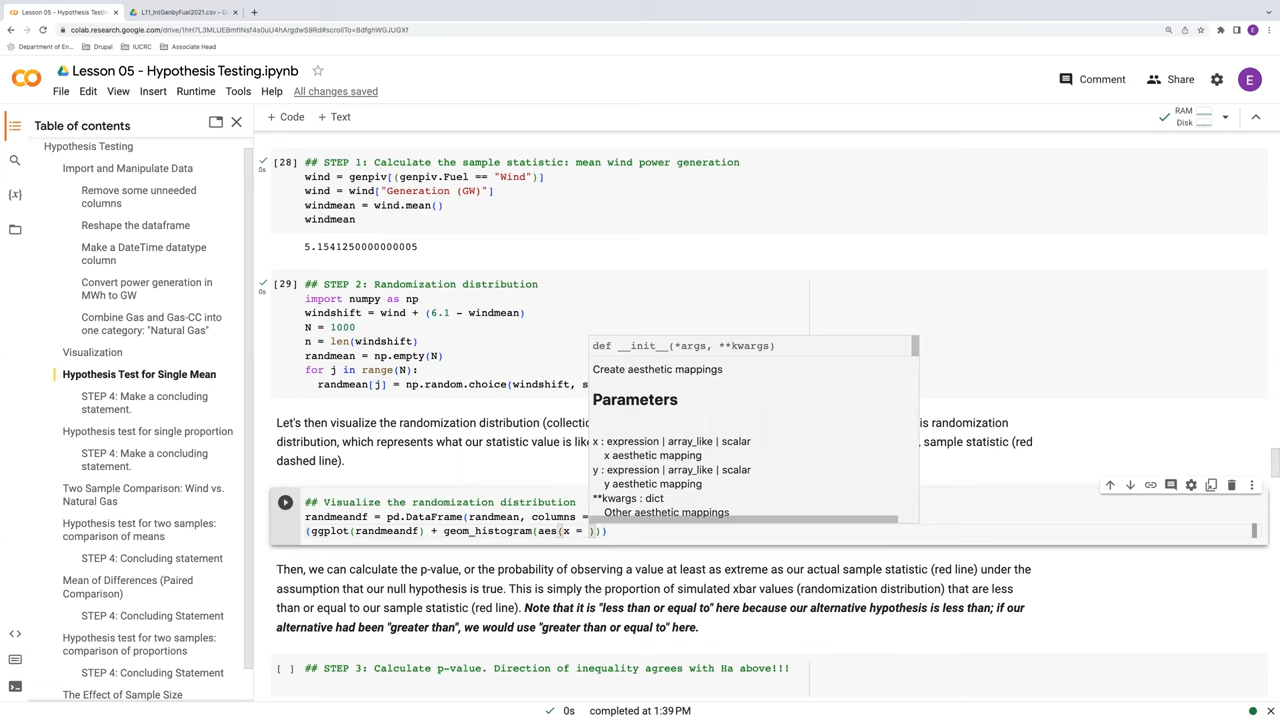 Lesson 05 - Hypothesis Testing
L11_IntGenbyFuel2021.csv - G
colab.research.google.com/drive/1hH7L3MLUEBmfINsf4s0uU4hArgdwS9Rd#scrollTo=8dfghWGJUGXf
Department of En...
Drupal
IUCRC
Associate Head
Lesson 05 - Hypothesis Testing.ipynb
File Edit View Insert Runtime Tools Help All changes saved
Comment
Share
E
+ Code + Text
RAM
Disk
Table of contents
Hypothesis Testing
Import and Manipulate Data
Remove some unneeded
columns
Reshape the dataframe
Make a DateTime datatype
column
Convert power generation in
MWh to GW
Combine Gas and Gas-CC into
one category: "Natural Gas"
Visualization
Hypothesis Test for Single Mean
STEP 4: Make a concluding
statement.
Hypothesis test for single proportion
STEP 4: Make a concluding
statement.
Two Sample Comparison: Wind vs.
Natural Gas
Hypothesis test for two samples:
comparison of means
STEP 4: Concluding statement
Mean of Differences (Paired
Comparison)
STEP 4: Concluding Statement
Hypothesis test for two samples:
comparison of proportions
STEP 4: Concluding Statement
The Effect of Sample Size
[28] ## STEP 1: Calculate the sample statistic: mean wind power generation
0s
wind = genpiv[(genpiv.Fuel == "Wind")]
wind = wind["Generation (GW)"]
windmean = wind.mean()
windmean
5.1541250000000005
[29] ## STEP 2: Randomization distribution
0s
import numpy as np
windshift = wind + (6.1 - windmean)
N = 1000
n = len(windshift)
randmean = np.empty(N)
for j in range(N):
randmean[j] = np.random.choice(windshift, s
def __init__(*args, **kwargs)
Create aesthetic mappings
Parameters
x : expression | array_like | scalar
x aesthetic mapping
y : expression | array_like | scalar
y aesthetic mapping
**kwargs : dict
Other aesthetic mappings
Let's then visualize the randomization distribution (collection is randomization
distribution, which represents what our statistic value is like , sample statistic (red
dashed line).
## Visualize the randomization distribution
randmeandf = pd.DataFrame(randmean, columns =
(ggplot(randmeandf) + geom_histogram(aes(x = )))
Then, we can calculate the p-value, or the probability of observing a value at least as extreme as our actual sample statistic (red line) under the
assumption that our null hypothesis is true. This is simply the proportion of simulated xbar values (randomization distribution) that are less
than or equal to our sample statistic (red line). Note that it is "less than or equal to" here because our alternative hypothesis is less than; if our
alternative had been "greater than", we would use "greater than or equal to" here.
[ ] ## STEP 3: Calculate p-value. Direction of inequality agrees with Ha above!!!
0s completed at 1:39 PM